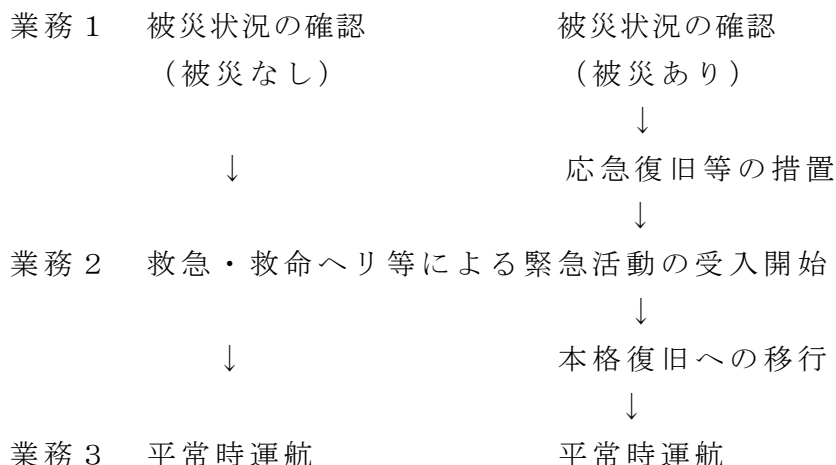 業務１　被災状況の確認　　　　　被災状況の確認
（被災なし）　　　　　　（被災あり）
↓
↓　　　　　　応急復旧等の措置
↓
業務２　救急・救命ヘリ等による緊急活動の受入開始
↓
↓　　　　　　本格復旧への移行
↓
業務３　平常時運航　　　　　　　平常時運航